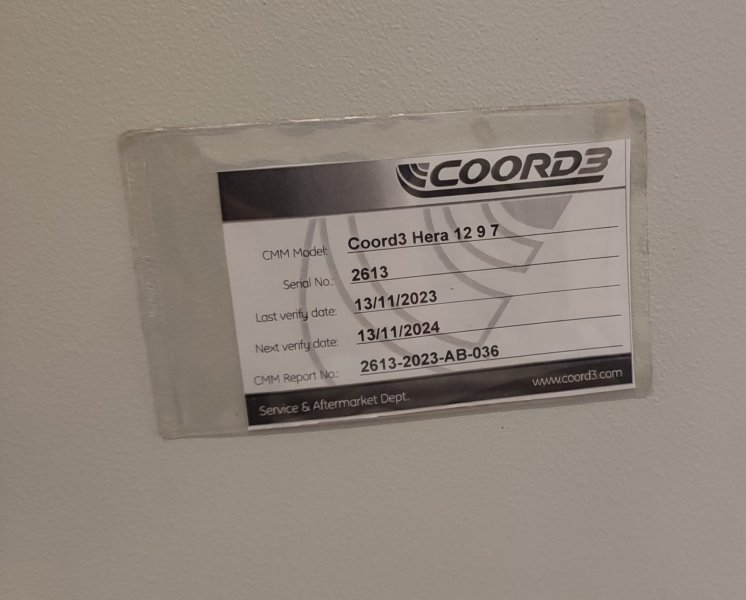 COORD3
CMM Model: Coord3 Hera 12 9 7
Serial No.: 2613
Last verify date: 13/11/2023
Next verify date: 13/11/2024
CMM Report No.: 2613-2023-AB-036
Service & Aftermarket Dept. www.coord3.com